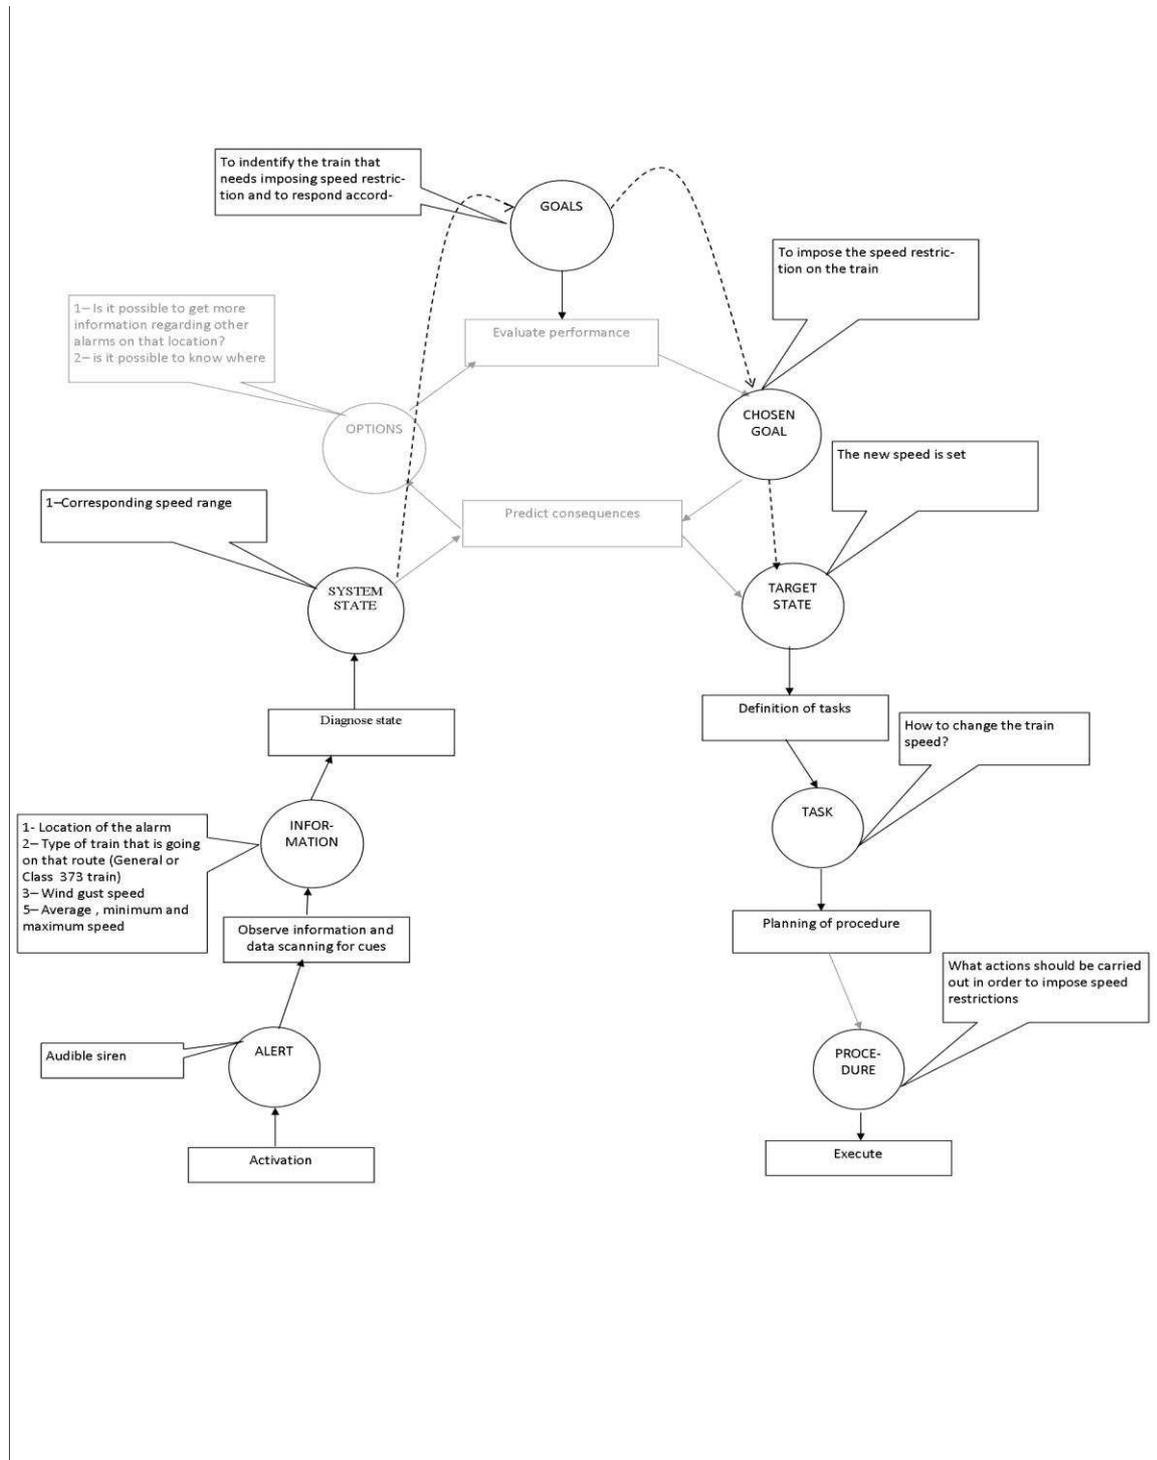 To indentify the train that
needs imposing speed restric-
tion and to respond accord-
GOALS
To impose the speed restric-
tion on the train
1– Is it possible to get more
information regarding other
alarms on that location?
2– is it possible to know where
Evaluate performance
OPTIONS
CHOSEN
GOAL
The new speed is set
1–Corresponding speed range
Predict consequences
SYSTEM
STATE
TARGET
STATE
Diagnose state
Definition of tasks
How to change the train
speed?
TASK
1- Location of the alarm
2– Type of train that is going
on that route (General or
Class 373 train)
3– Wind gust speed
5– Average , minimum and
maximum speed
INFOR-
MATION
Observe information and
data scanning for cues
Planning of procedure
What actions should be carried
out in order to impose speed
restrictions
Audible siren
ALERT
PROCE-
DURE
Activation
Execute